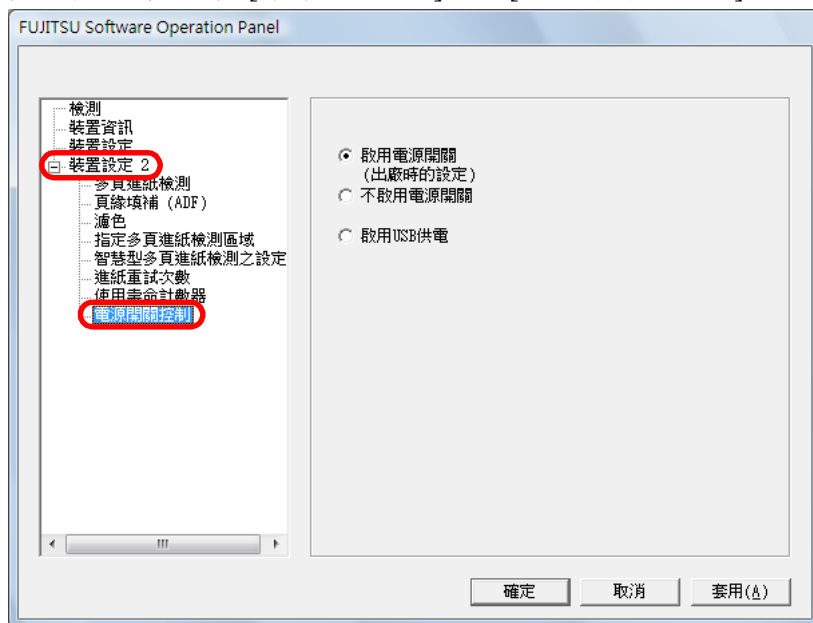 FUJITSU Software Operation Panel
檢測
裝置資訊
裝置設定
裝置設定 2
多頁進紙檢測
頁緣填補 (ADF)
濾色
指定多頁進紙檢測區域
智慧型多頁進紙檢測之設定
進紙重試次數
使用壽命計數器
電源開關控制
啟用電源開關
(出廠時的設定)
不啟用電源開關
啟用USB供電
確定
取消
套用(A)